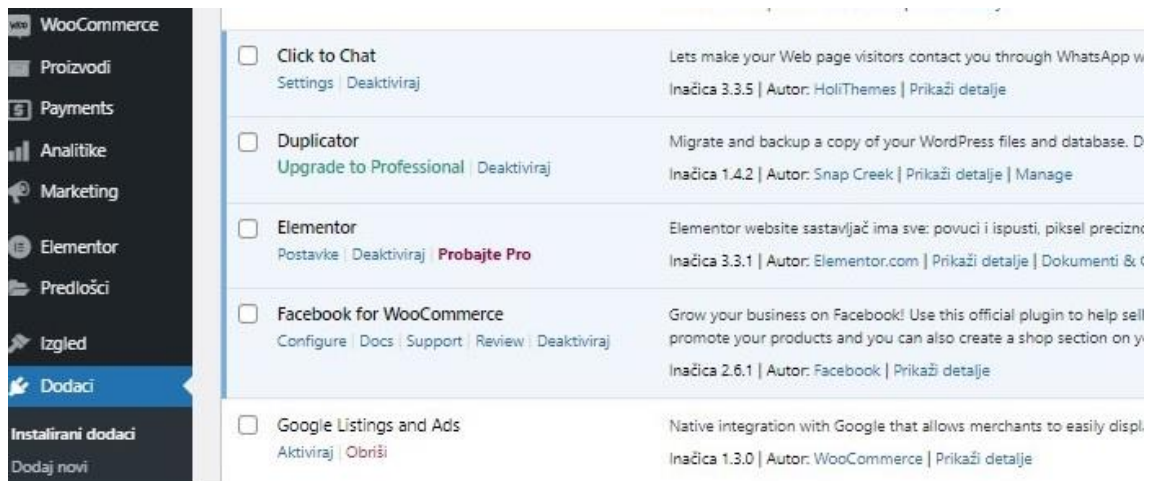 WooCommerce
Proizvodi
Payments
Analitike
Marketing
Elementor
Predlošci
Izgled
Dodaci
Instalirani dodaci
Dodaj novi
Click to Chat
Settings | Deaktiviraj
Lets make your Web page visitors contact you through WhatsApp
Inačica 3.3.5 | Autor: HoliThemes | Prikaži detalje
Duplicator
Upgrade to Professional | Deaktiviraj
Migrate and backup a copy of your WordPress files and database.
Inačica 1.4.2 | Autor: Snap Creek | Prikaži detalje | Manage
Elementor
Postavke | Deaktiviraj | Probajte Pro
Elementor website sastavljač ima sve: povuci i ispusti, piksel
Inačica 3.3.1 | Autor: Elementor.com | Prikaži detalje | Dokumenti &
Facebook for WooCommerce
Configure | Docs | Support | Review | Deaktiviraj
Grow your business on Facebook! Use this official plugin to help sell
promote your products and you can also create a shop section on
Inačica 2.6.1 | Autor: Facebook | Prikaži detalje
Google Listings and Ads
Aktiviraj | Obriši
Native integration with Google that allows merchants to easily
Inačica 1.3.0 | Autor: WooCommerce | Prikaži detalje